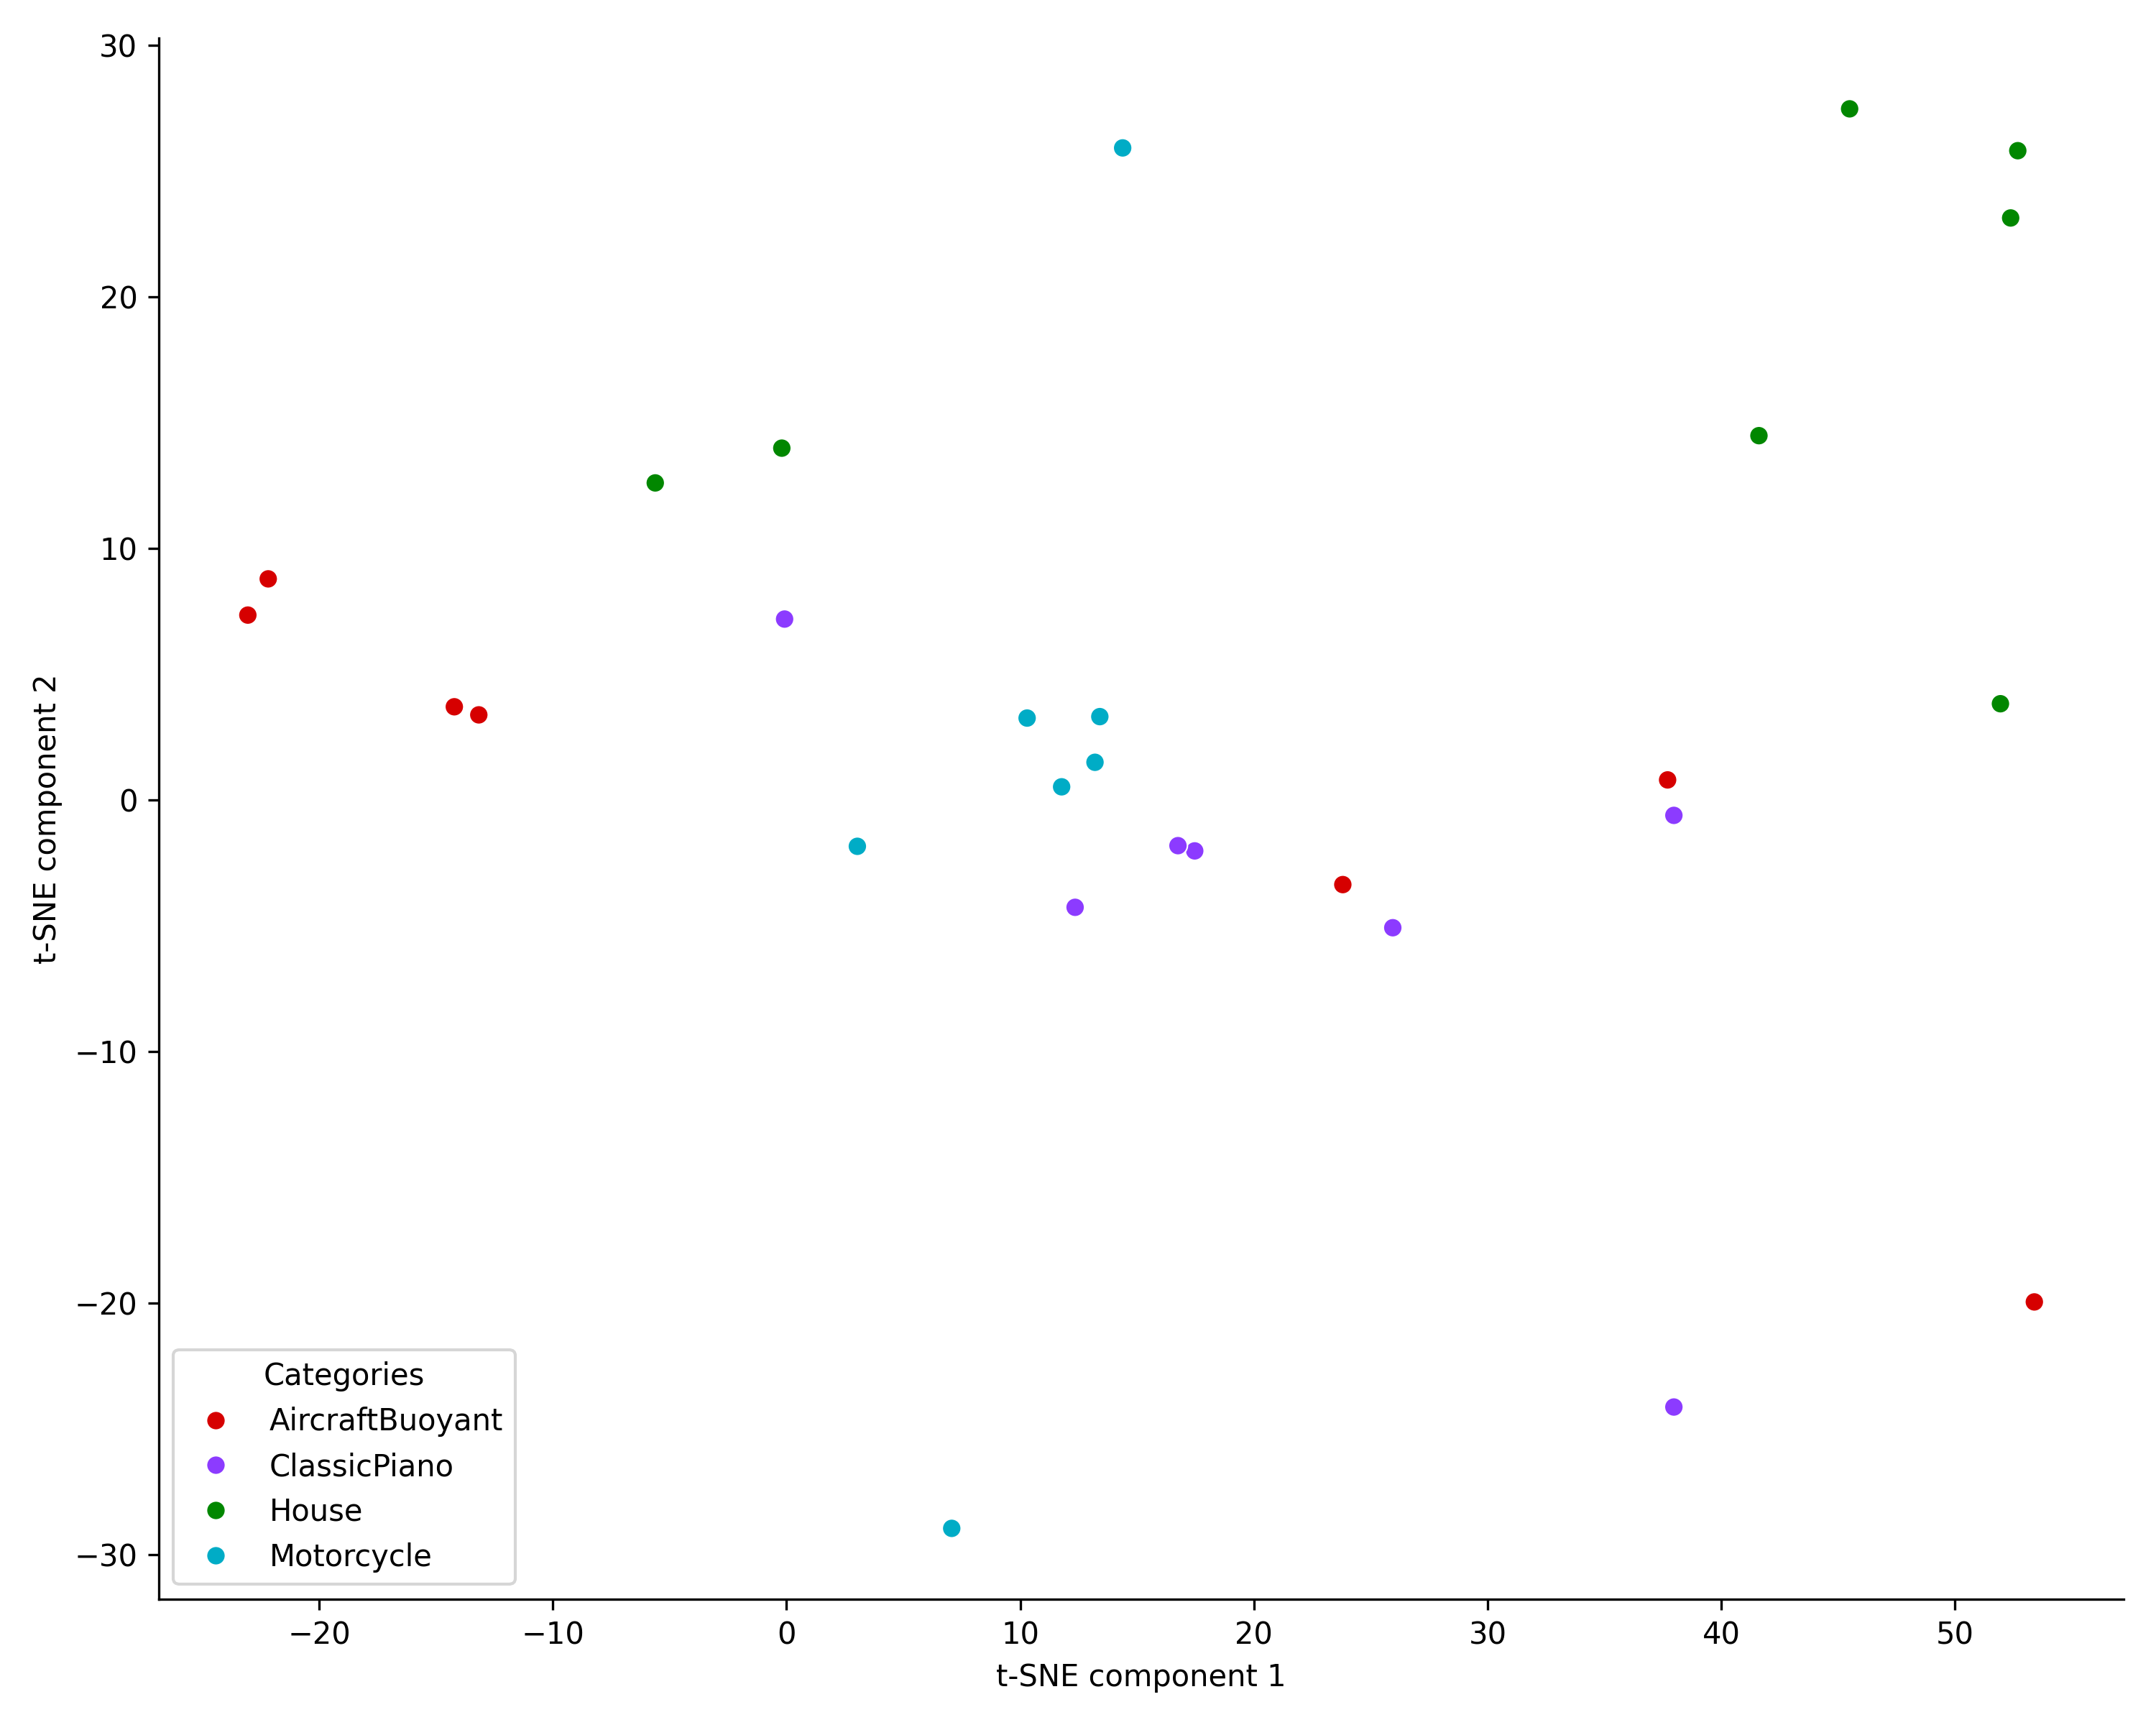 30
20
10
0
−10
−20
−30
t-SNE component 2
Categories
AircraftBuoyant
ClassicPiano
House
Motorcycle
−20 −10 0 10 20 30 40 50
t-SNE component 1